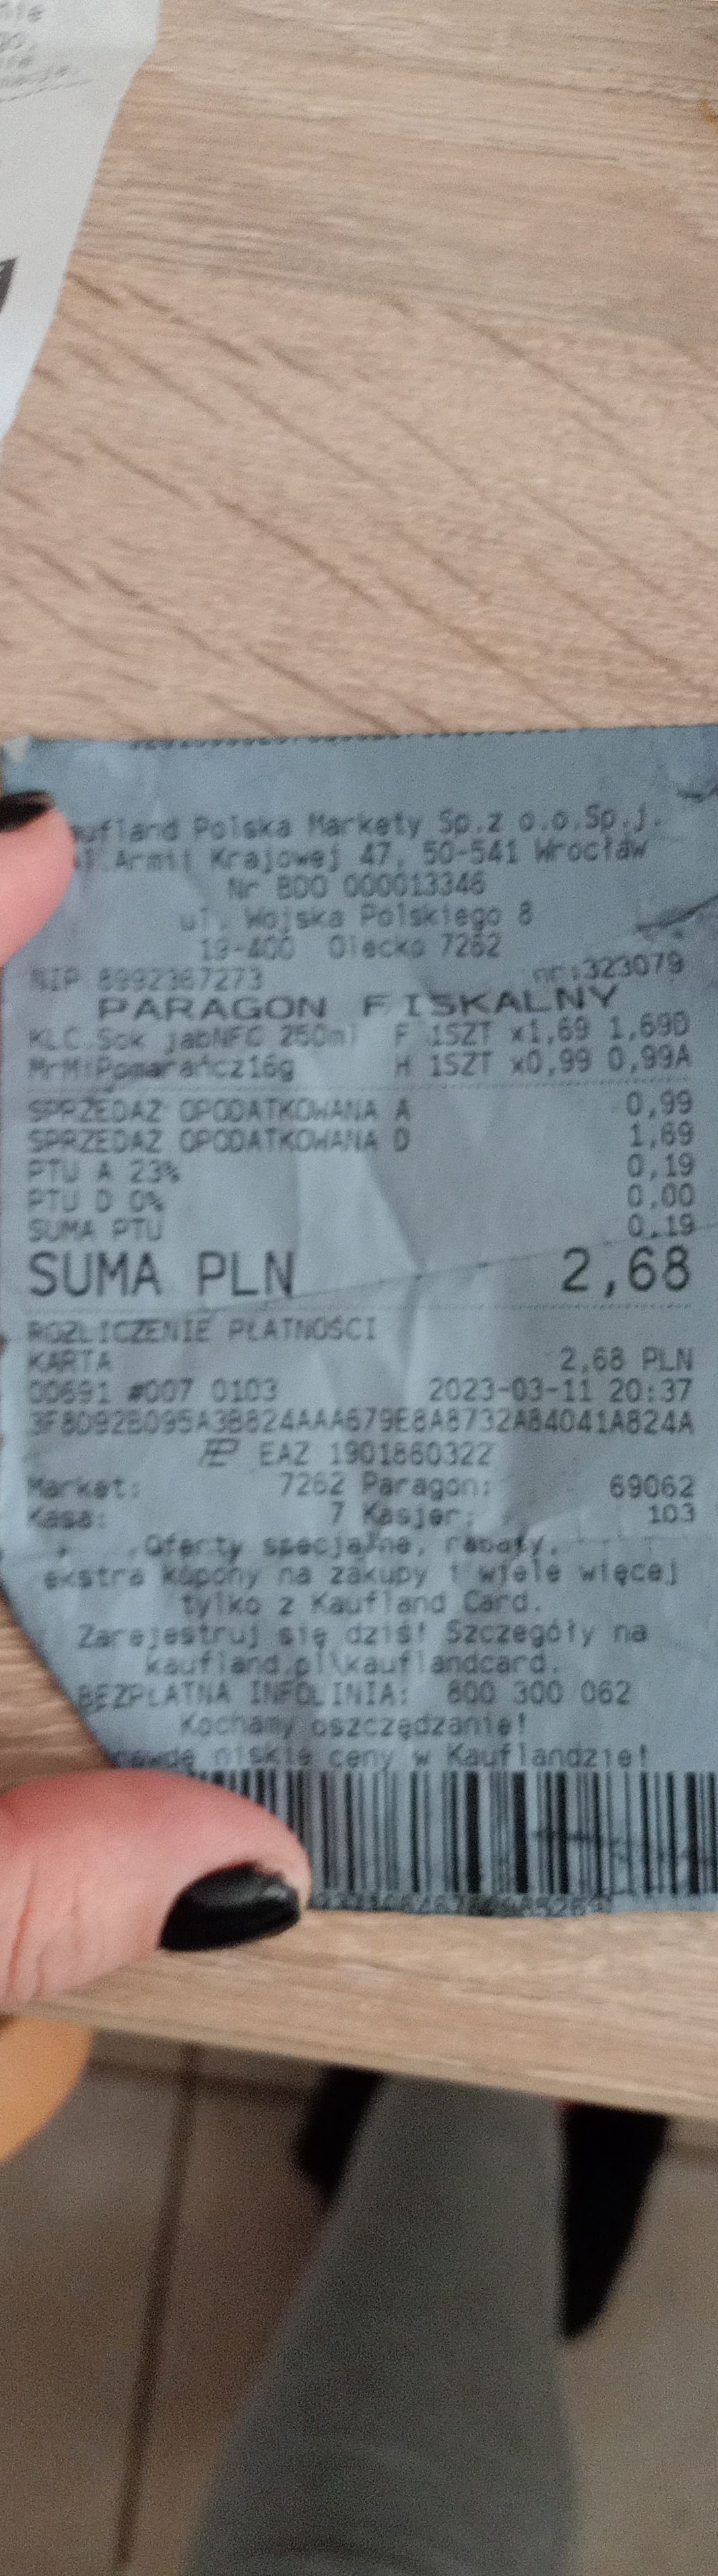 Kaufland Polska Markety Sp.z o.o.Sp.j.
Armii Krajowej 47, 50-541 Wrocław
Nr BDO 000013346
ul. Wojska Polskiego 8
19-400 Olecko 7262
NIP 8992367273 nr:323079
PARAGON FISKALNY
KLC.Sok jabNFC 250ml F 1SZT x1,69 1,69D
MrMiPomarańcz16g H 1SZT x0,99 0,99A
SPRZEDAŻ OPODATKOWANA A 0,99
SPRZEDAŻ OPODATKOWANA D 1,69
PTU A 23% 0,19
PTU D 0% 0,00
SUMA PTU 0,19
SUMA PLN 2,68
ROZLICZENIE PŁATNOŚCI
KARTA 2,68 PLN
00691 #007 0103 2023-03-11 20:37
3F8D92B095A3B824AAA679E8A8732A84041A824A
EAZ 1901860322
Market: 7262 Paragon: 69062
Kasa: 7 Kasjer: 103
Oferty specjalne, rabaty,
ekstra kupony na zakupy i wiele więcej
tylko z Kaufland Card.
Zarejestruj się dziś! Szczegóły na
kaufland.pl\kauflandcard.
BEZPŁATNA INFOLINIA: 800 300 062
Kochamy oszczędzanie!
niskie ceny w Kauflandzie!